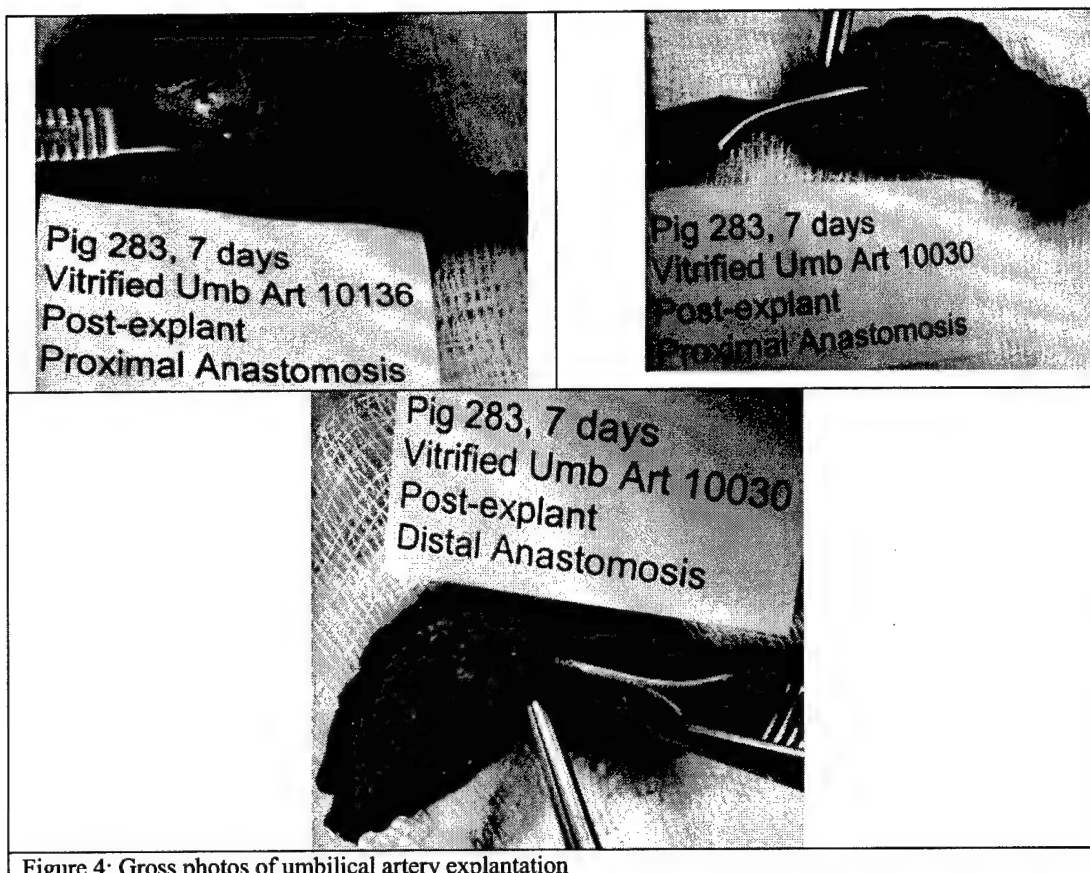 Pig 283, 7 days
Vitrified Umb Art 10136
Post-explant
Proximal Anastomosis
Pig 283, 7 days
Vitrified Umb Art 10030
Post-explant
Proximal Anastomosis
Pig 283, 7 days
Vitrified Umb Art 10030
Post-explant
Distal Anastomosis
Figure 4: Gross photos of umbilical artery explantation